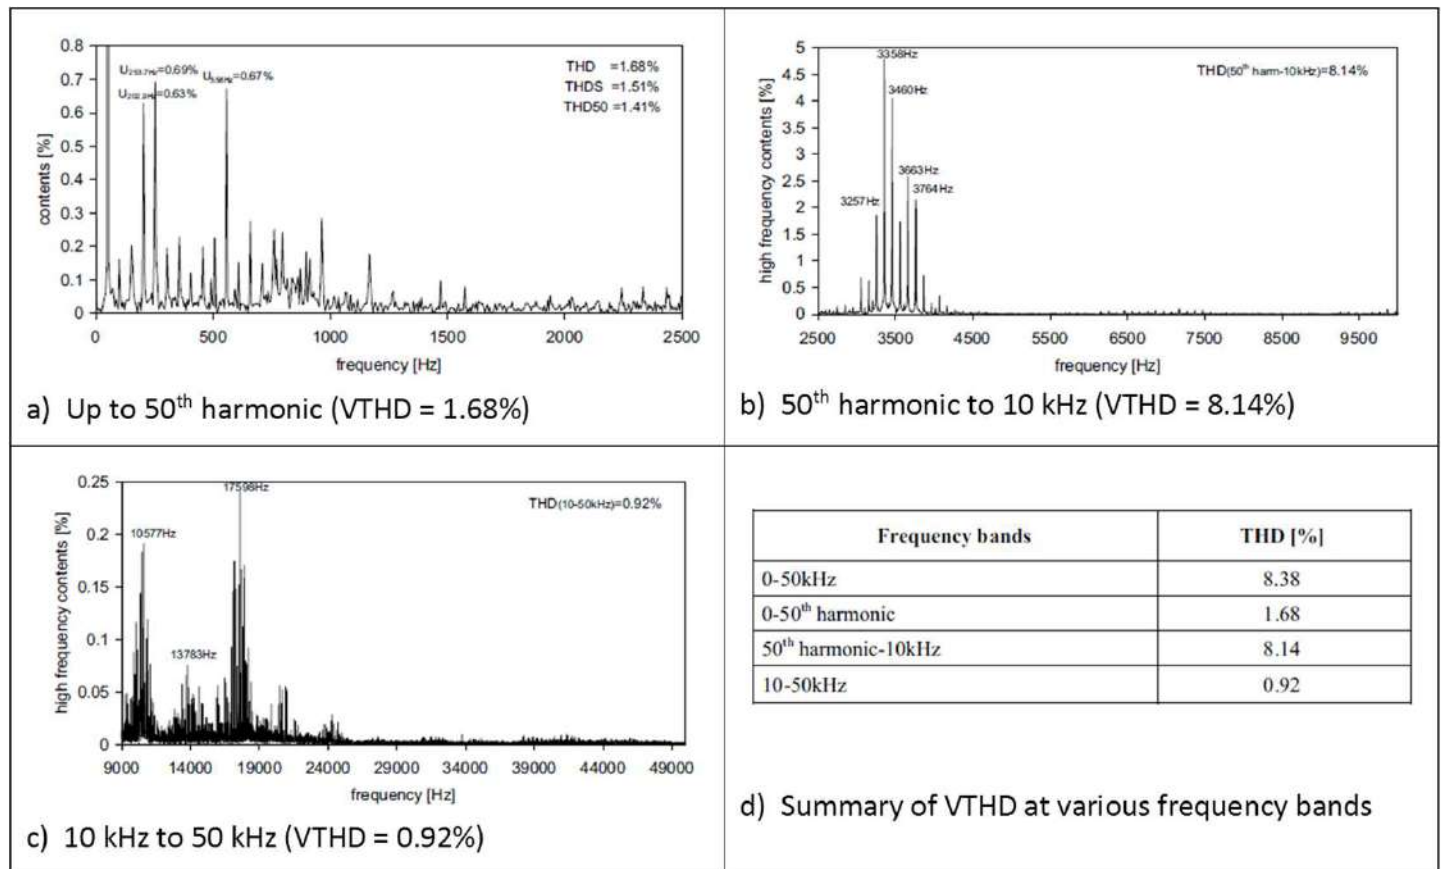 0.8
0.7
0.6
0.5
0.4
0.3
0.2
0.1
0
contents [%]
U253.7Hz=0.69%
U558Hz=0.67%
U202.9Hz=0.63%
THD =1.68%
THDS =1.51%
THD50 =1.41%
0 500 1000 1500 2000 2500
frequency [Hz]
a) Up to 50th harmonic (VTHD = 1.68%)
5
4.5
4
3.5
3
2.5
2
1.5
1
0.5
0
high frequency contents [%]
3358Hz
THD(50th harm-10kHz)=8.14%
3460Hz
3663Hz
3764Hz
3257Hz
2500 3500 4500 5500 6500 7500 8500 9500
frequency [Hz]
b) 50th harmonic to 10 kHz (VTHD = 8.14%)
0.25
0.2
0.15
0.1
0.05
0
high frequency contents [%]
17598Hz
THD(10-50kHz)=0.92%
10577Hz
13783Hz
9000 14000 19000 24000 29000 34000 39000 44000 49000
frequency [Hz]
c) 10 kHz to 50 kHz (VTHD = 0.92%)
Frequency bands THD [%]
0-50kHz 8.38
0-50th harmonic 1.68
50th harmonic-10kHz 8.14
10-50kHz 0.92
d) Summary of VTHD at various frequency bands